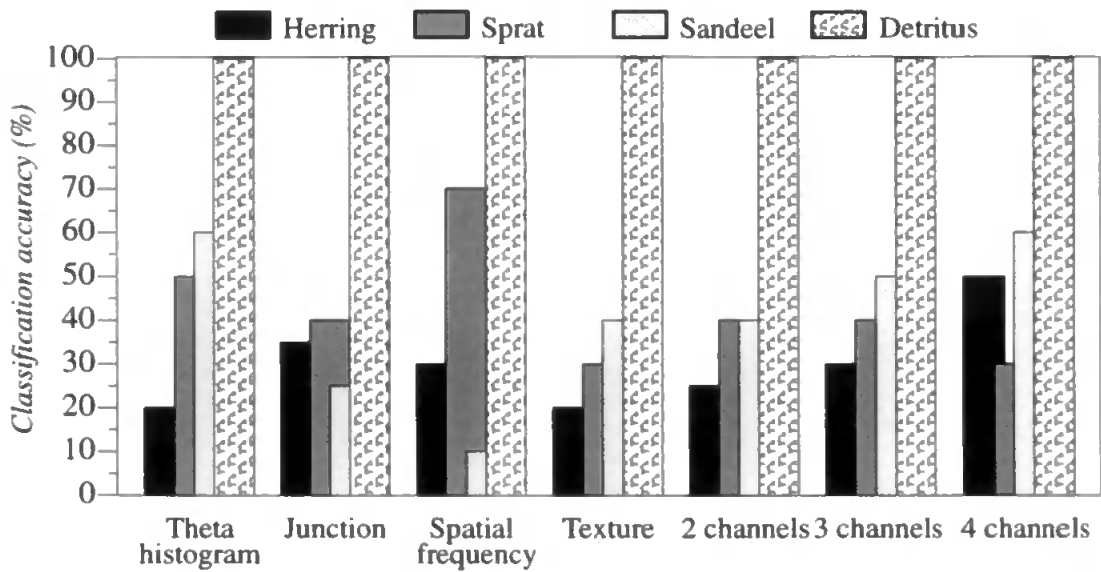 Herring Sprat Sandeel Detritus
Classification accuracy (%)
100
90
80
70
60
50
40
30
20
10
0
Theta histogram
Junction
Spatial frequency
Texture
2 channels
3 channels
4 channels